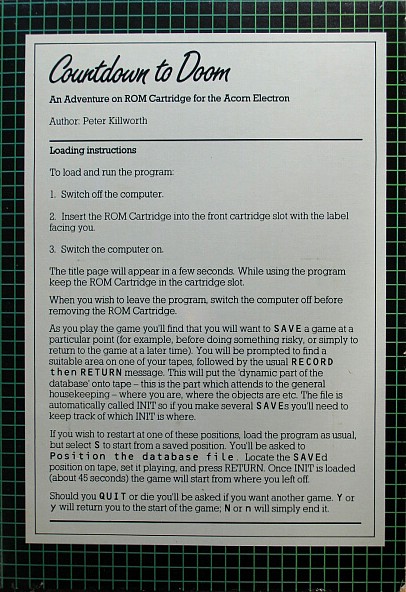 Countdown to Doom
An Adventure on ROM Cartridge for the Acorn Electron
Author: Peter Killworth
Loading instructions
To load and run the program:
1. Switch off the computer.
2. Insert the ROM Cartridge into the front cartridge slot with the label
facing you.
3. Switch the computer on.
The title page will appear in a few seconds. While using the program
keep the ROM Cartridge in the cartridge slot.
When you wish to leave the program, switch the computer off before
removing the ROM Cartridge.
As you play the game you'll find that you will want to SAVE a game at a
particular point (for example, before doing something risky, or simply to
return to the game at a later time). You will be prompted to find a
suitable area on one of your tapes, followed by the usual RECORD
then RETURN message. This will put the 'dynamic part of the
database' onto tape – this is the part which attends to the general
housekeeping – where you are, where the objects are etc. The file is
automatically called INIT so if you make several SAVEs you'll need to
keep track of which INIT is where.
If you wish to restart at one of these positions, load the program as usual,
but select S to start from a saved position. You'll be asked to
Position the database file. Locate the SAVEd
position on tape, set it playing, and press RETURN. Once INIT is loaded
(about 45 seconds) the game will start from where you left off.
Should you QUIT or die you'll be asked if you want another game. Y or
y will return you to the start of the game; N or n will simply end it.